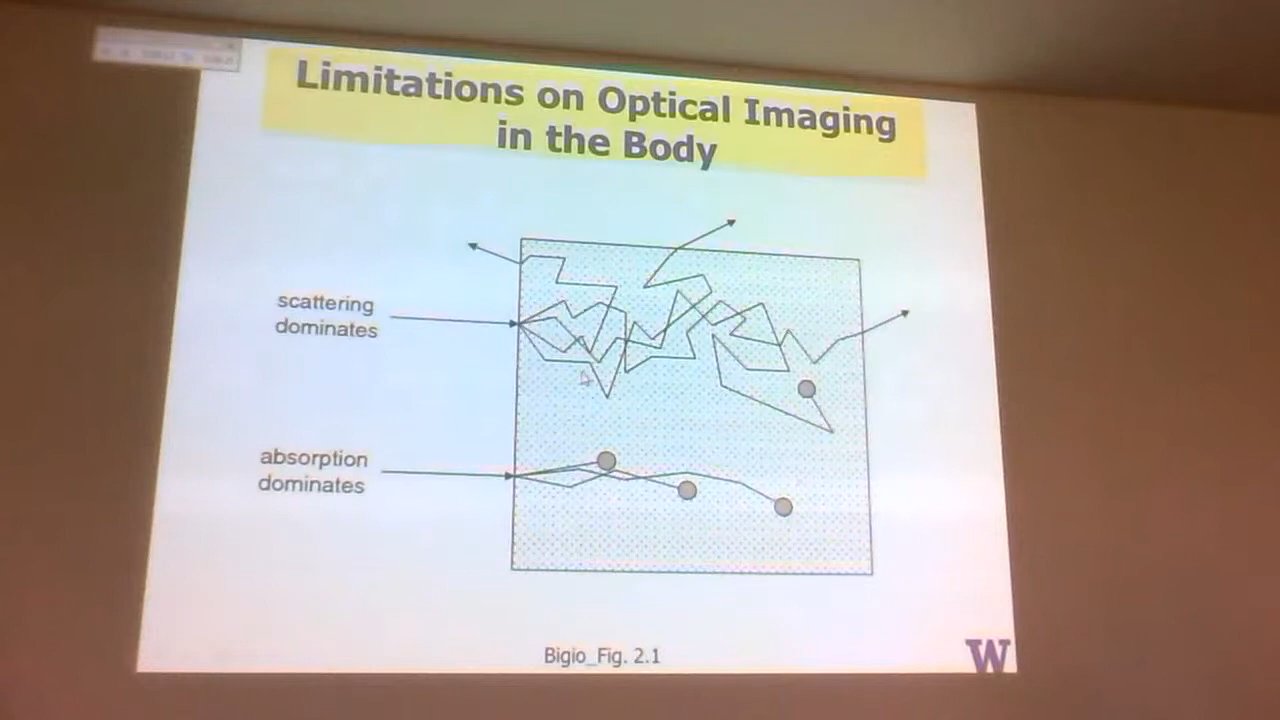 Limitations on Optical Imaging
in the Body
scattering
dominates
absorption
dominates
Bigio_Fig. 2.1
W